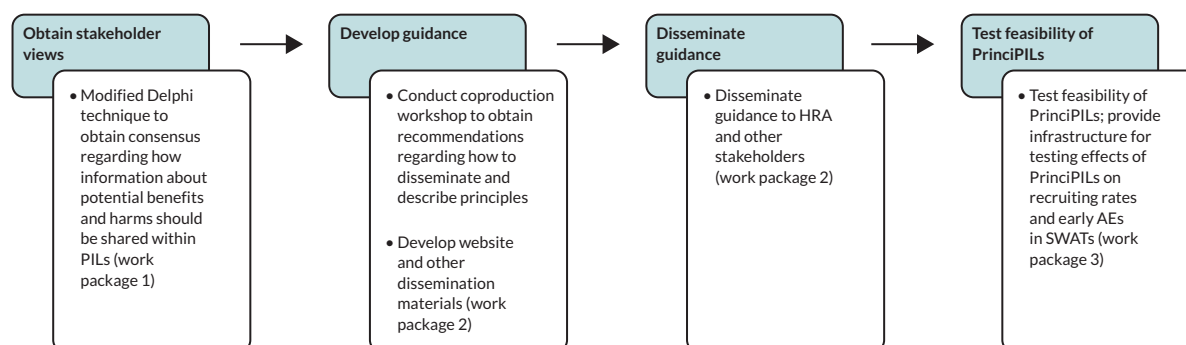 Obtain stakeholder
views
• Modified Delphi
technique to
obtain consensus
regarding how
information about
potential benefits
and harms should
be shared within
PILs (work
package 1)
Develop guidance
• Conduct coproduction
workshop to obtain
recommendations
regarding how to
disseminate and
describe principles
• Develop website
and other
dissemination
materials (work
package 2)
Disseminate
guidance
• Disseminate
guidance to HRA
and other
stakeholders
(work package 2)
Test feasibility of
PrinciPILs
• Test feasibility of
PrinciPILs; provide
infrastructure for
testing effects of
PrinciPILs on
recruiting rates
and early AEs
in SWATs (work
package 3)